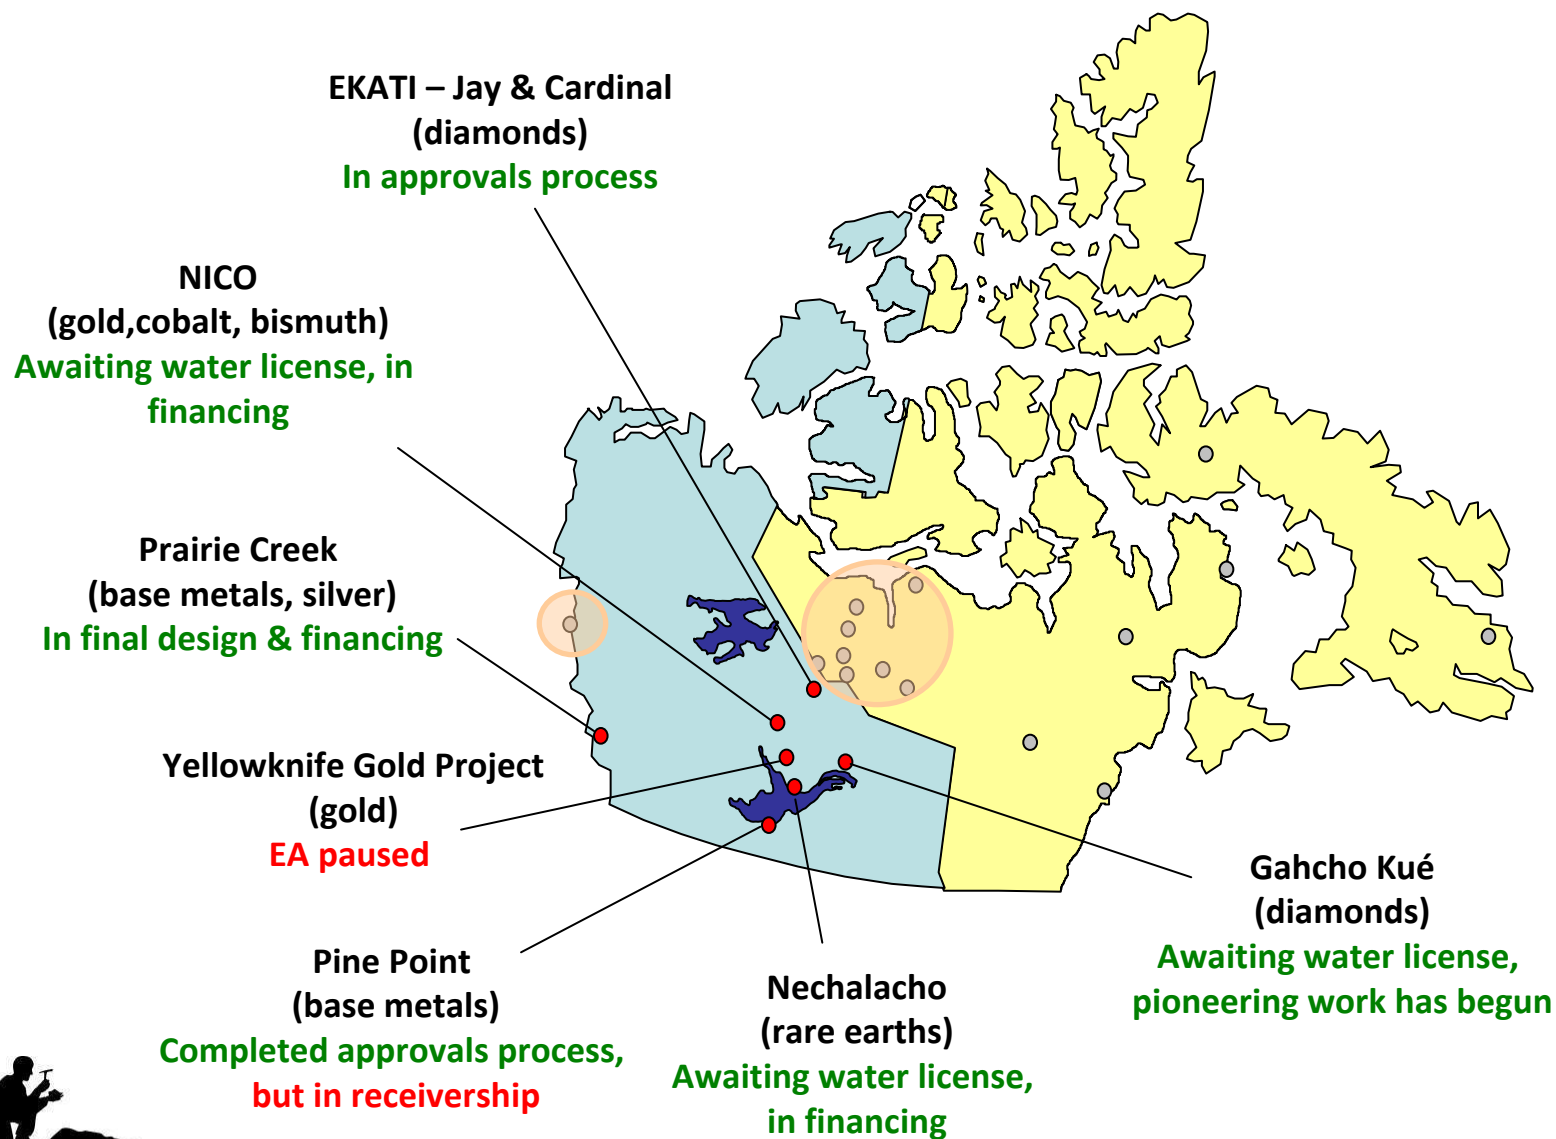 EKATI – Jay & Cardinal
(diamonds)
In approvals process
NICO
(gold,cobalt, bismuth)
Awaiting water license, in
financing
Prairie Creek
(base metals, silver)
In final design & financing
Yellowknife Gold Project
(gold)
EA paused
Pine Point
(base metals)
Completed approvals process,
but in receivership
Nechalacho
(rare earths)
Awaiting water license,
in financing
Gahcho Kué
(diamonds)
Awaiting water license,
pioneering work has begun